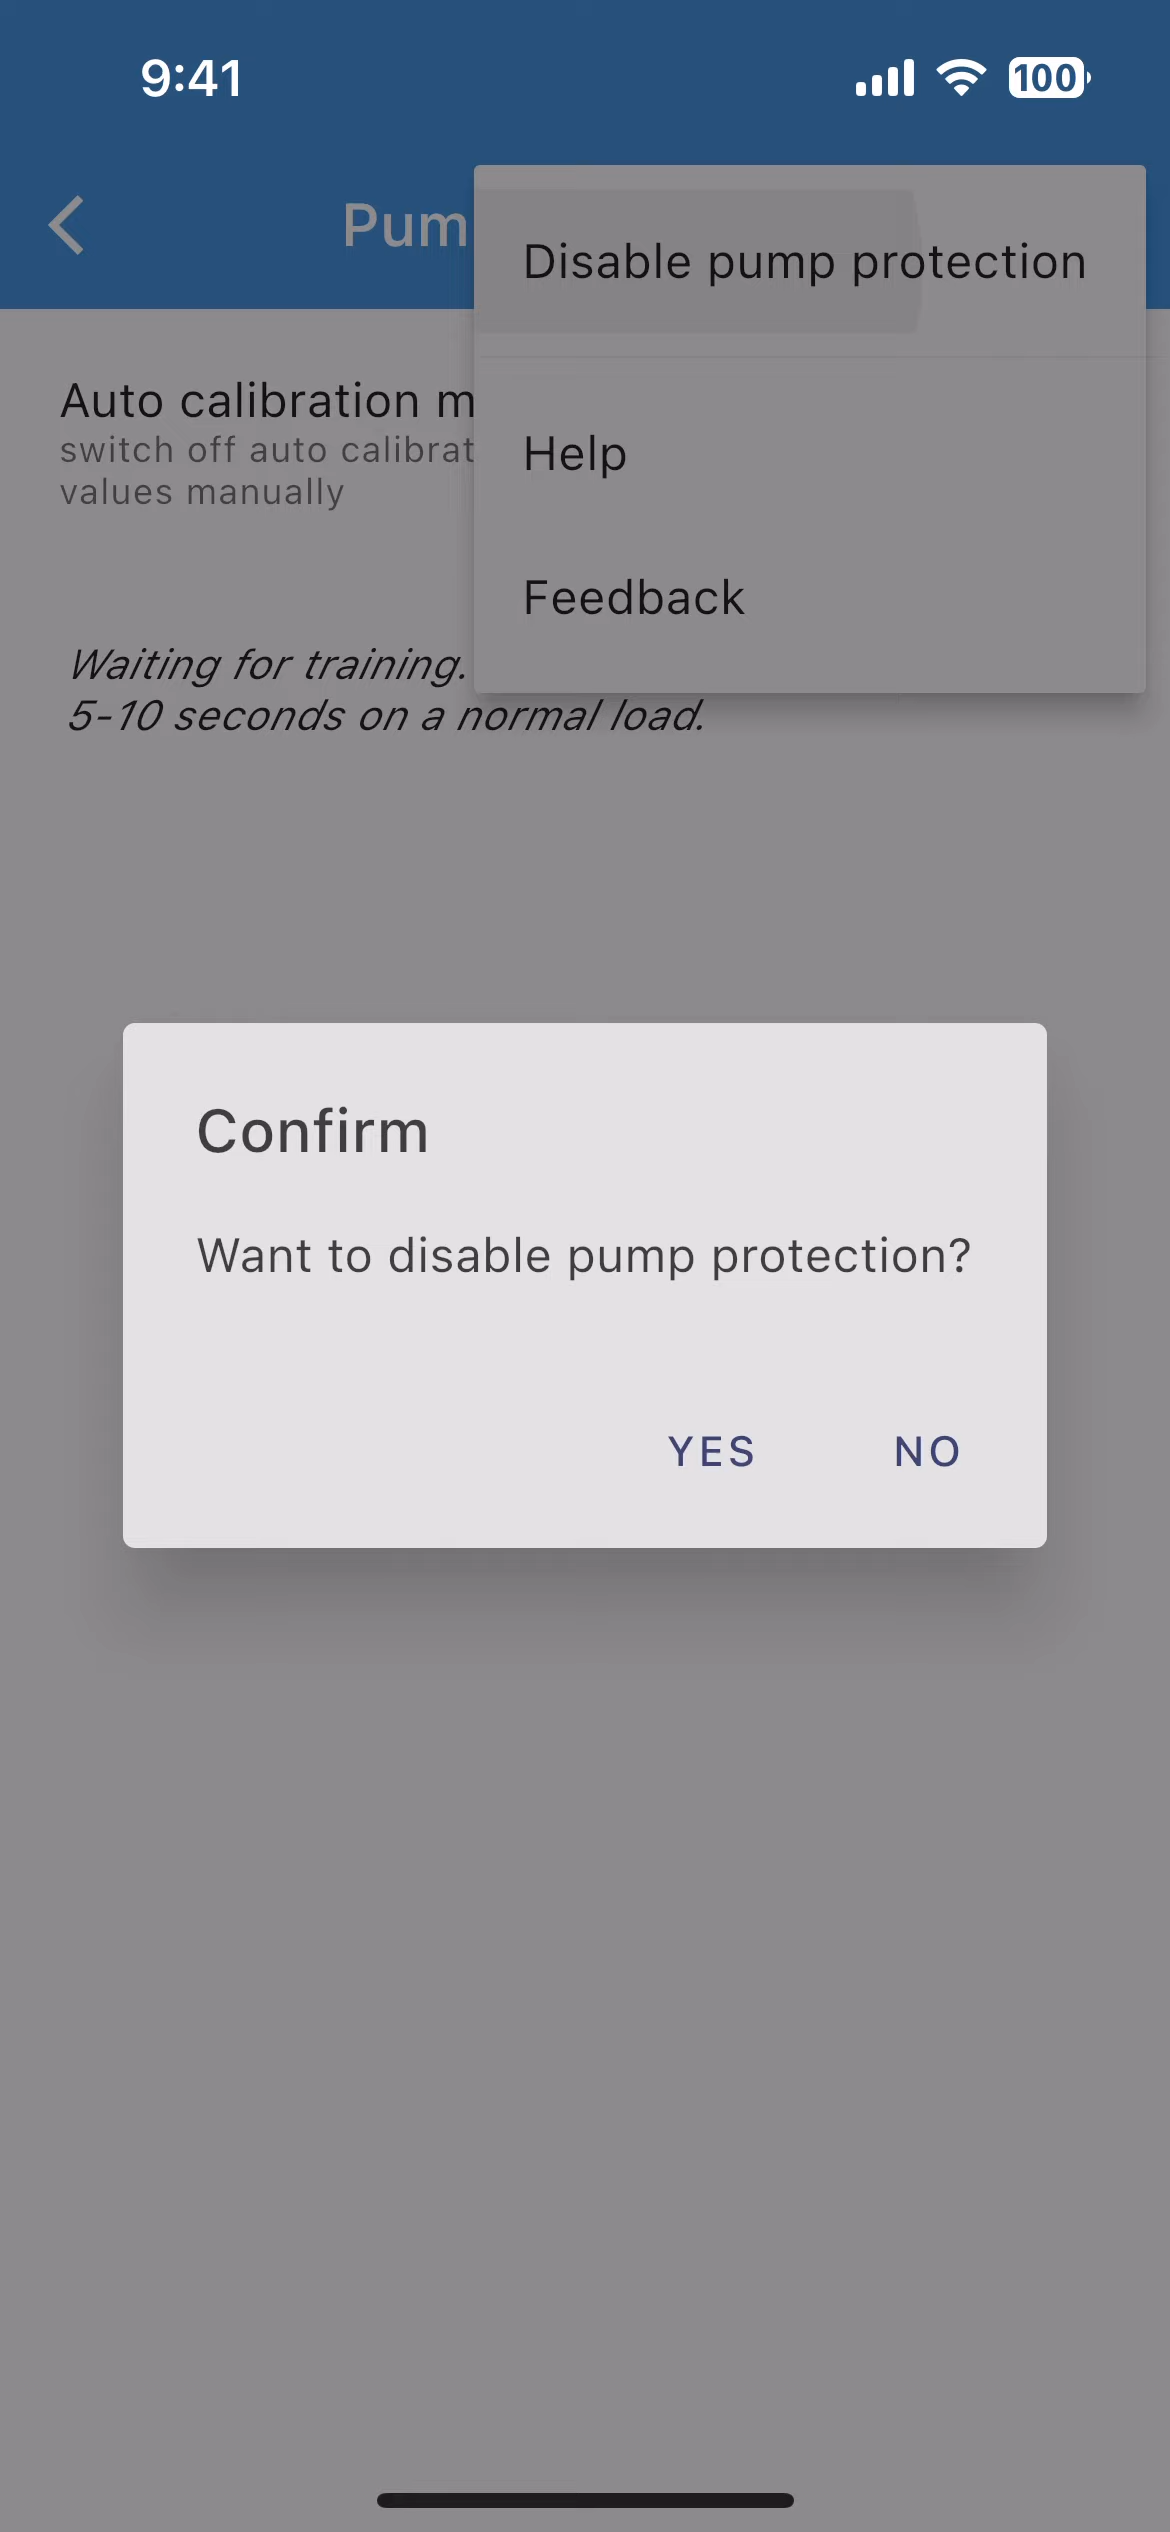 9:41
100
Pum
Disable pump protection
Auto calibration m
switch off auto calibrat
values manually
Help
Feedback
Waiting for training.
5-10 seconds on a normal load.
Confirm
Want to disable pump protection?
YES
NO